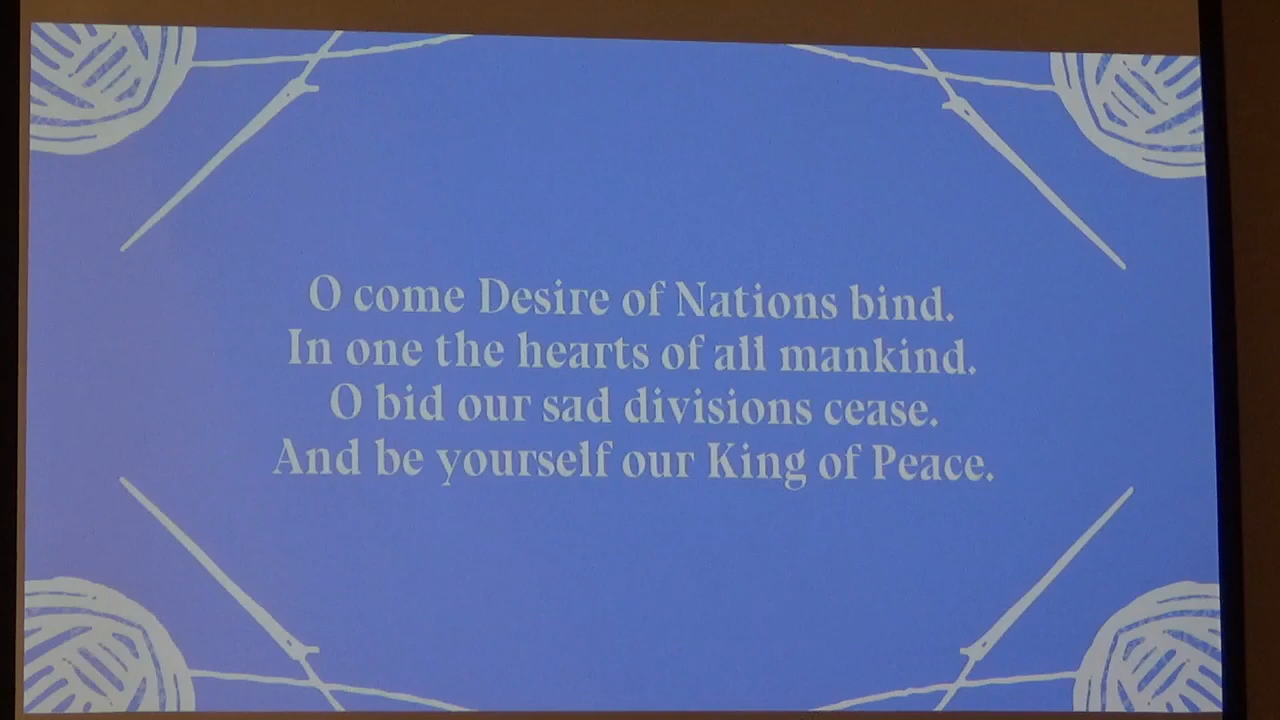 O come Desire of Nations bind.
In one the hearts of all mankind.
O bid our sad divisions cease.
And be yourself our King of Peace.